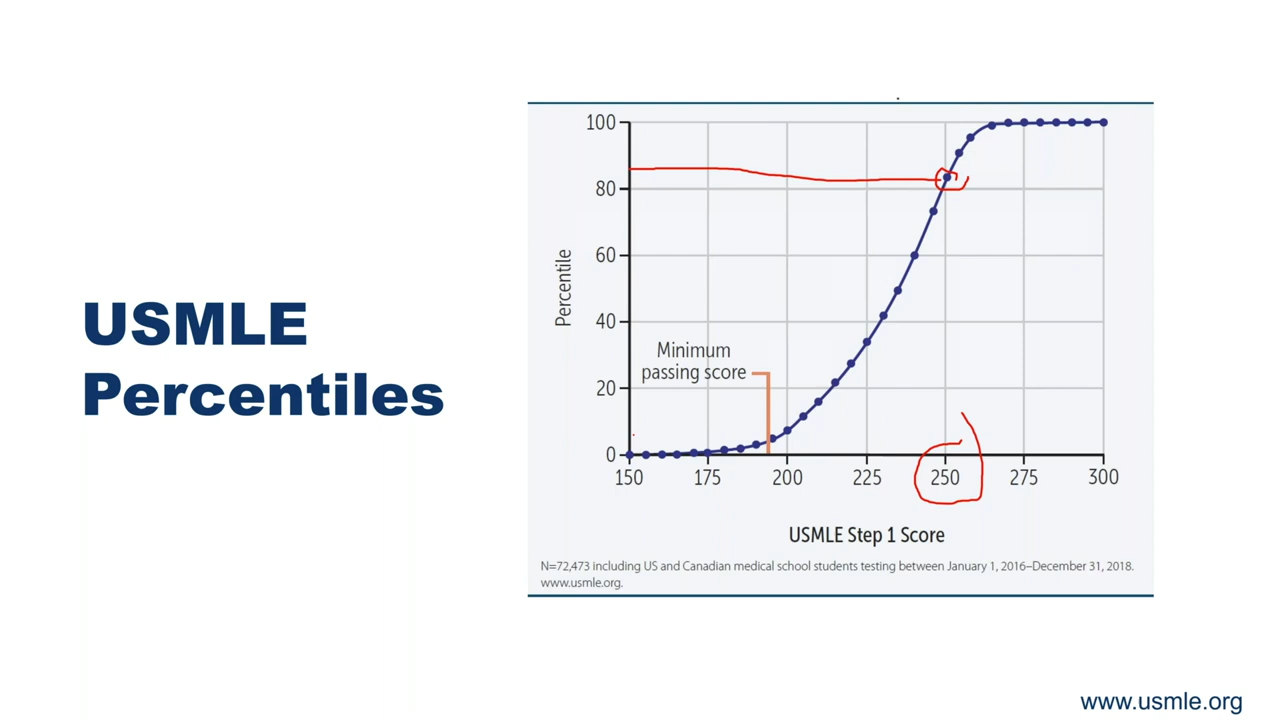 USMLE
Percentiles
100
80
60
40
20
0
Percentile
Minimum
passing score
150 175 200 225 250 275 300
USMLE Step 1 Score
N=72,473 including US and Canadian medical school students testing between January 1, 2016–December 31, 2018.
www.usmle.org.
www.usmle.org